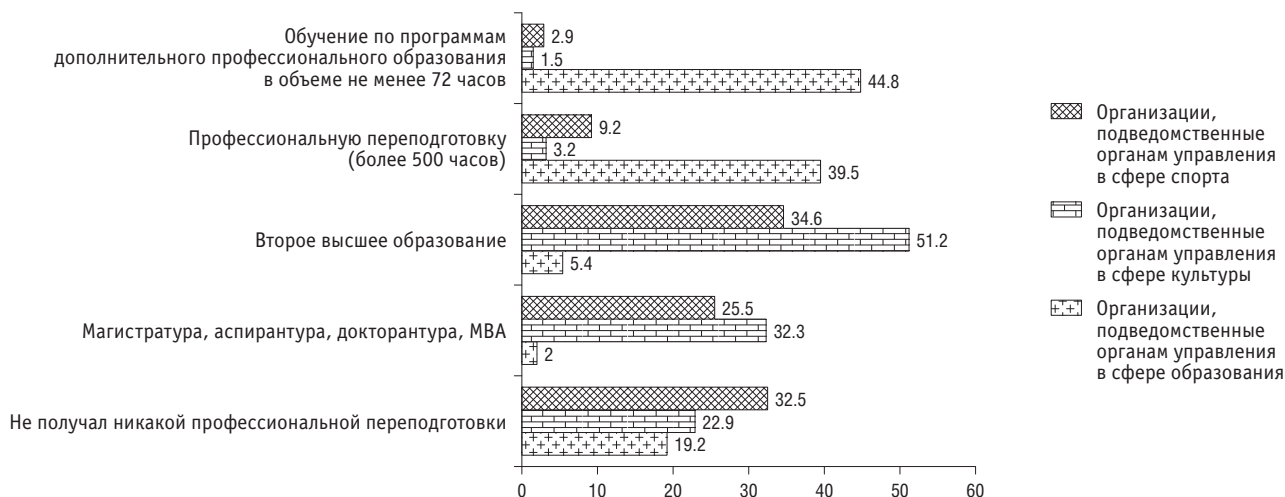 Обучение по программам
дополнительного профессионального образования
в объеме не менее 72 часов
2.9
1.5
44.8
Профессиональную переподготовку
(более 500 часов)
9.2
3.2
39.5
Второе высшее образование
34.6
51.2
5.4
Магистратура, аспирантура, докторантура, МВА
25.5
32.3
2
Не получал никакой профессиональной переподготовки
32.5
22.9
19.2
0 10 20 30 40 50 60
Организации,
подведомственные
органам управления
в сфере спорта
Организации,
подведомственные
органам управления
в сфере культуры
Организации,
подведомственные
органам управления
в сфере образования